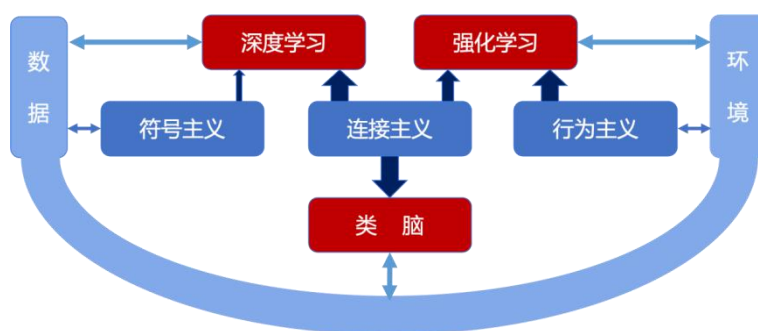 深度学习
强化学习
数据
环境
符号主义
连接主义
行为主义
类 脑